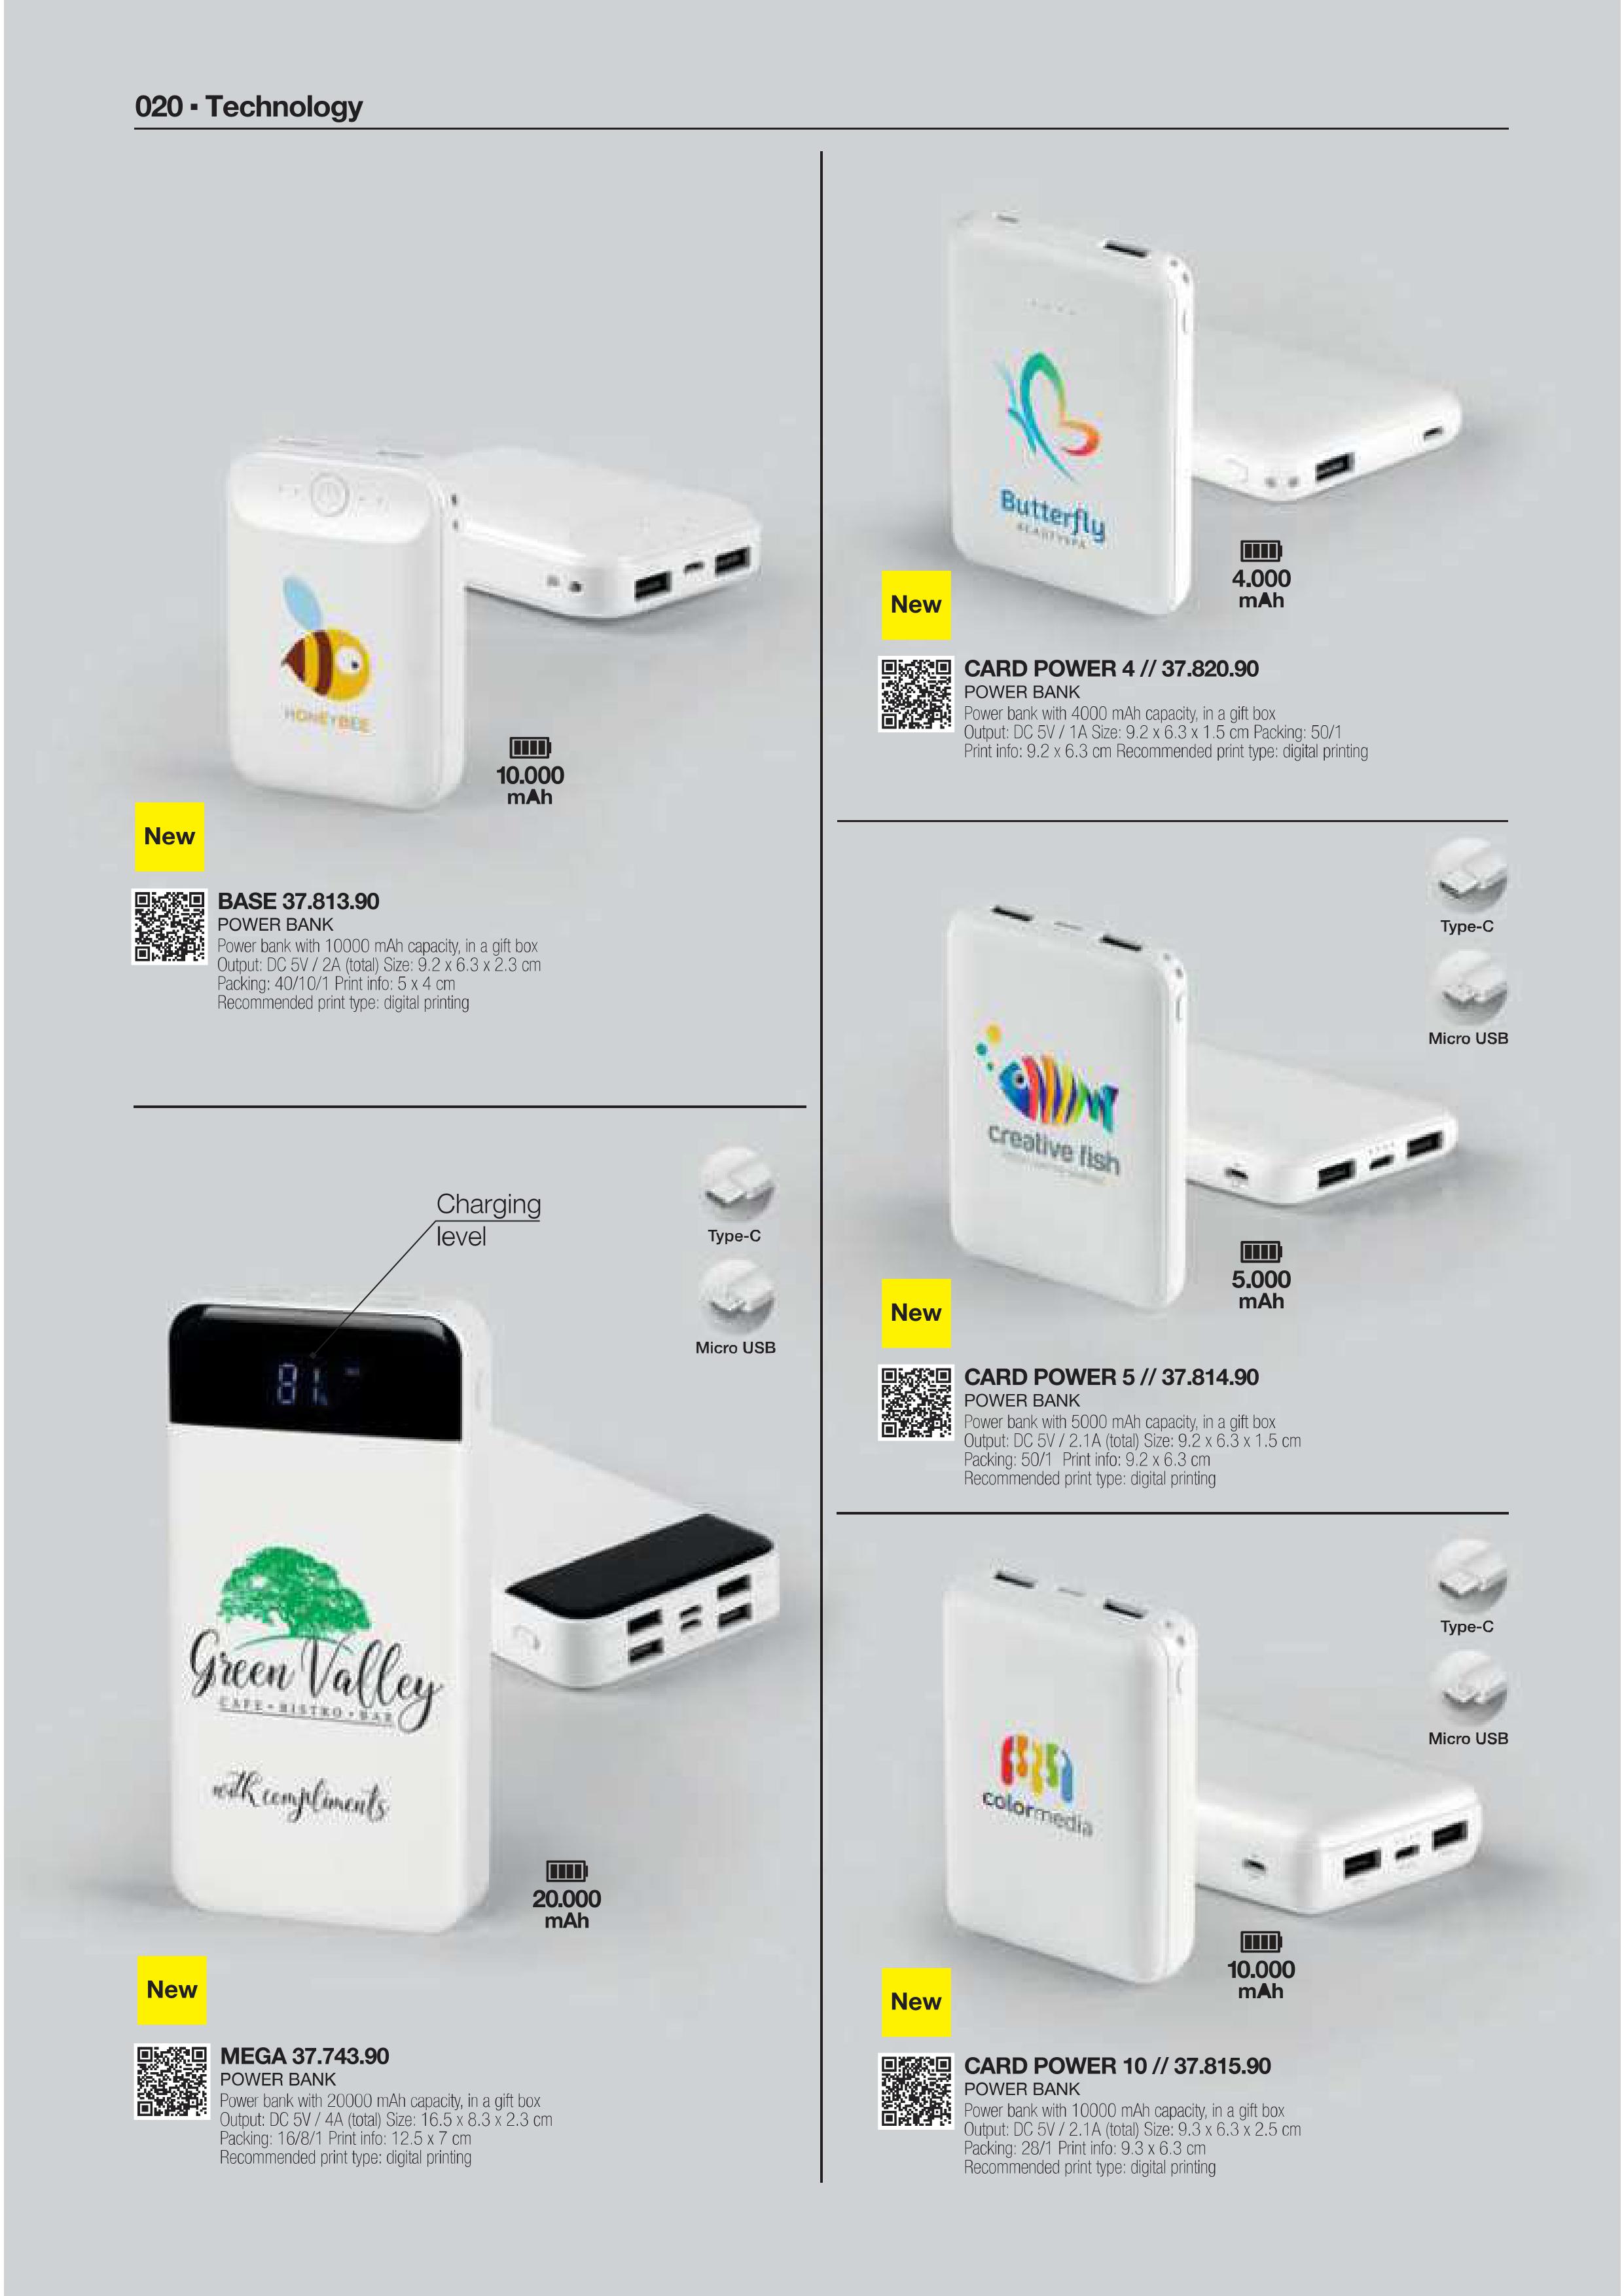 020 ▪ Technology
HONEYBEE
10.000
mAh
New
BASE 37.813.90
POWER BANK
Power bank with 10000 mAh capacity, in a gift box
Output: DC 5V / 2A (total) Size: 9.2 x 6.3 x 2.3 cm
Packing: 40/10/1 Print info: 5 x 4 cm
Recommended print type: digital printing
Charging
level
Type-C
Micro USB
81
Green Valley
CAFE • BISTRO • BAR
with compliments
20.000
mAh
New
MEGA 37.743.90
POWER BANK
Power bank with 20000 mAh capacity, in a gift box
Output: DC 5V / 4A (total) Size: 16.5 x 8.3 x 2.3 cm
Packing: 16/8/1 Print info: 12.5 x 7 cm
Recommended print type: digital printing
Butterfly
BEAUTY SPA
4.000
mAh
New
CARD POWER 4 // 37.820.90
POWER BANK
Power bank with 4000 mAh capacity, in a gift box
Output: DC 5V / 1A Size: 9.2 x 6.3 x 1.5 cm Packing: 50/1
Print info: 9.2 x 6.3 cm Recommended print type: digital printing
Type-C
Micro USB
creative fish
5.000
mAh
New
CARD POWER 5 // 37.814.90
POWER BANK
Power bank with 5000 mAh capacity, in a gift box
Output: DC 5V / 2.1A (total) Size: 9.2 x 6.3 x 1.5 cm
Packing: 50/1 Print info: 9.2 x 6.3 cm
Recommended print type: digital printing
Type-C
Micro USB
colormedia
10.000
mAh
New
CARD POWER 10 // 37.815.90
POWER BANK
Power bank with 10000 mAh capacity, in a gift box
Output: DC 5V / 2.1A (total) Size: 9.3 x 6.3 x 2.5 cm
Packing: 28/1 Print info: 9.3 x 6.3 cm
Recommended print type: digital printing